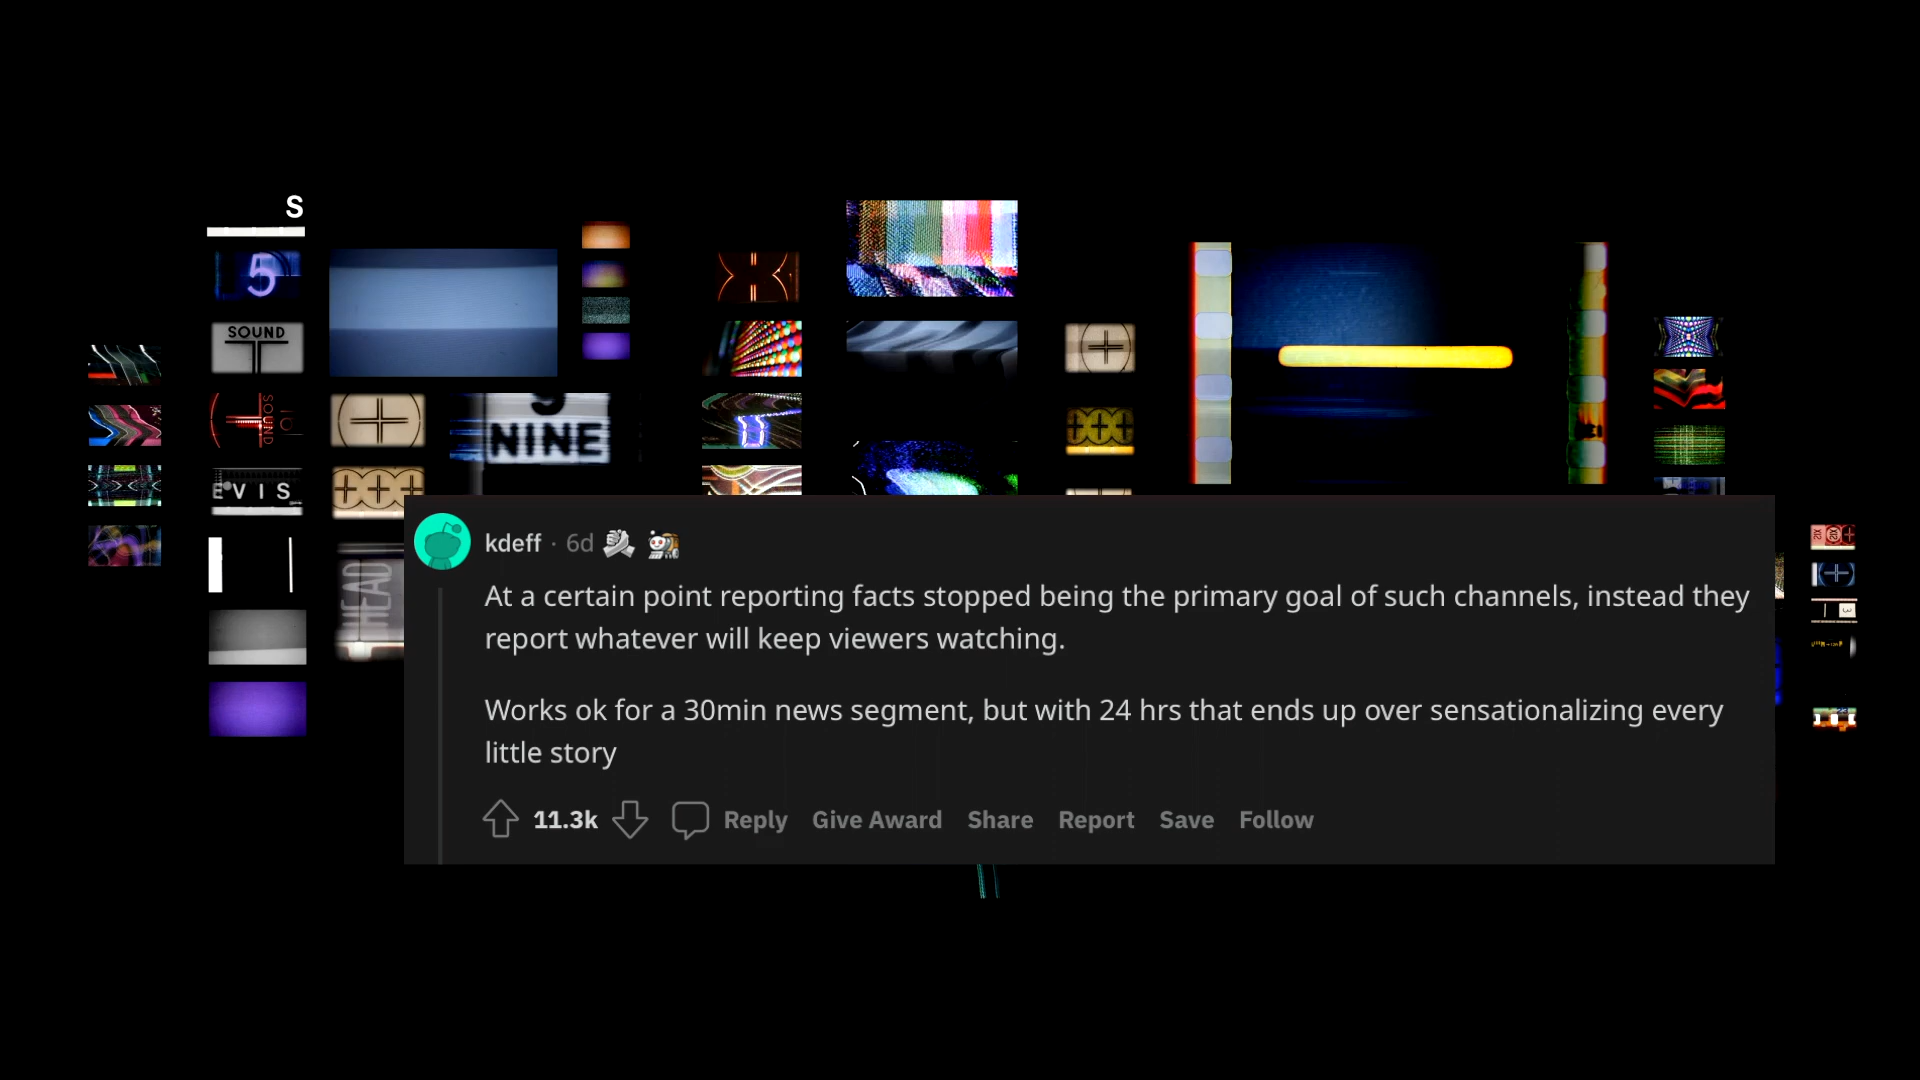 S
5
SOUND
SOUND
NINE
EVIS
HEAD
kdeff · 6d
At a certain point reporting facts stopped being the primary goal of such channels, instead they
report whatever will keep viewers watching.
Works ok for a 30min news segment, but with 24 hrs that ends up over sensationalizing every
little story
11.3k Reply Give Award Share Report Save Follow